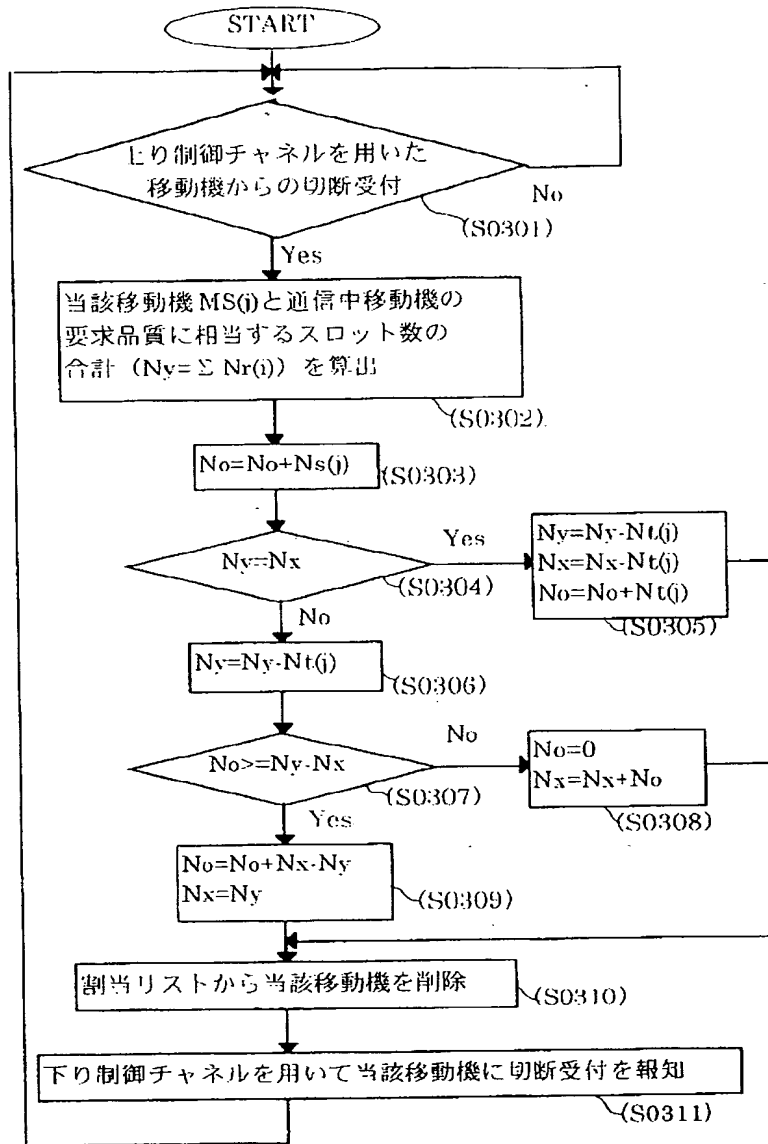 START
上り制御チャネルを用いた
移動機からの切断受付
No
(S0301)
Yes
当該移動機 MS(j)と通信中移動機の
要求品質に相当するスロット数の
合計（Ny=Σ Nr(i)）を算出
(S0302)
No=No+Ns(j)
(S0303)
Ny=Nx
Yes
(S0304)
No
Ny=Ny-Nt(j)
Nx=Nx-Nt(j)
No=No+Nt(j)
(S0305)
Ny=Ny-Nt(j)
(S0306)
No>=Ny-Nx
No
(S0307)
Yes
No=0
Nx=Nx+No
(S0308)
No=No+Nx-Ny
Nx=Ny
(S0309)
割当リストから当該移動機を削除
(S0310)
下り制御チャネルを用いて当該移動機に切断受付を報知
(S0311)